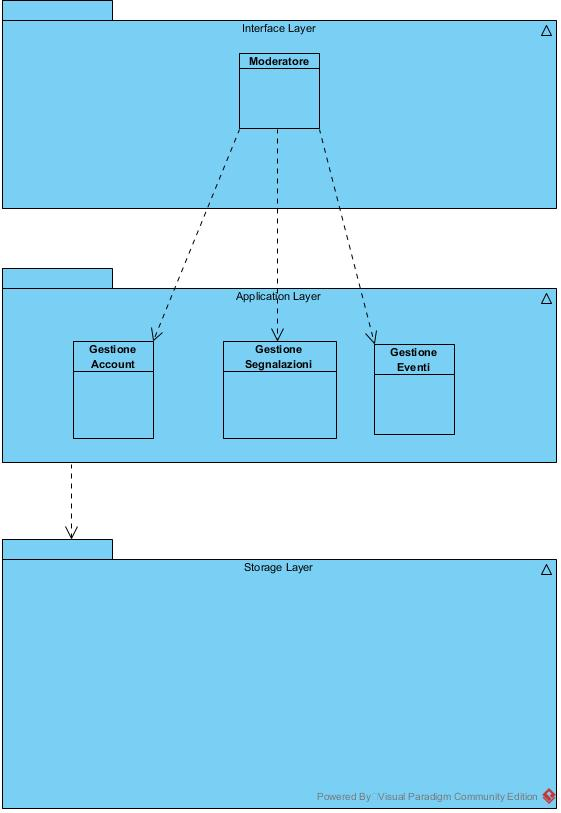 Interface Layer
Moderatore
Application Layer
Gestione
Account
Gestione
Segnalazioni
Gestione
Eventi
Storage Layer
Powered By Visual Paradigm Community Edition